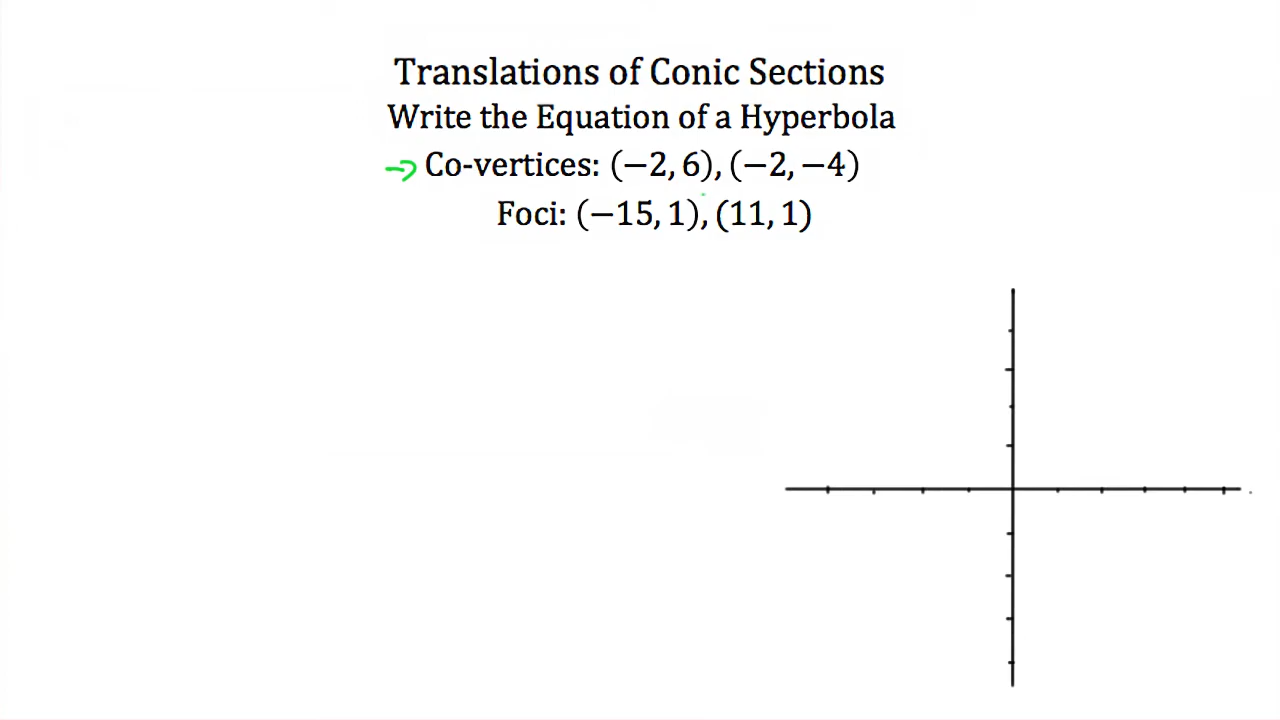 Translations of Conic Sections
Write the Equation of a Hyperbola
→ Co-vertices: (−2, 6), (−2, −4)
Foci: (−15, 1), (11, 1)